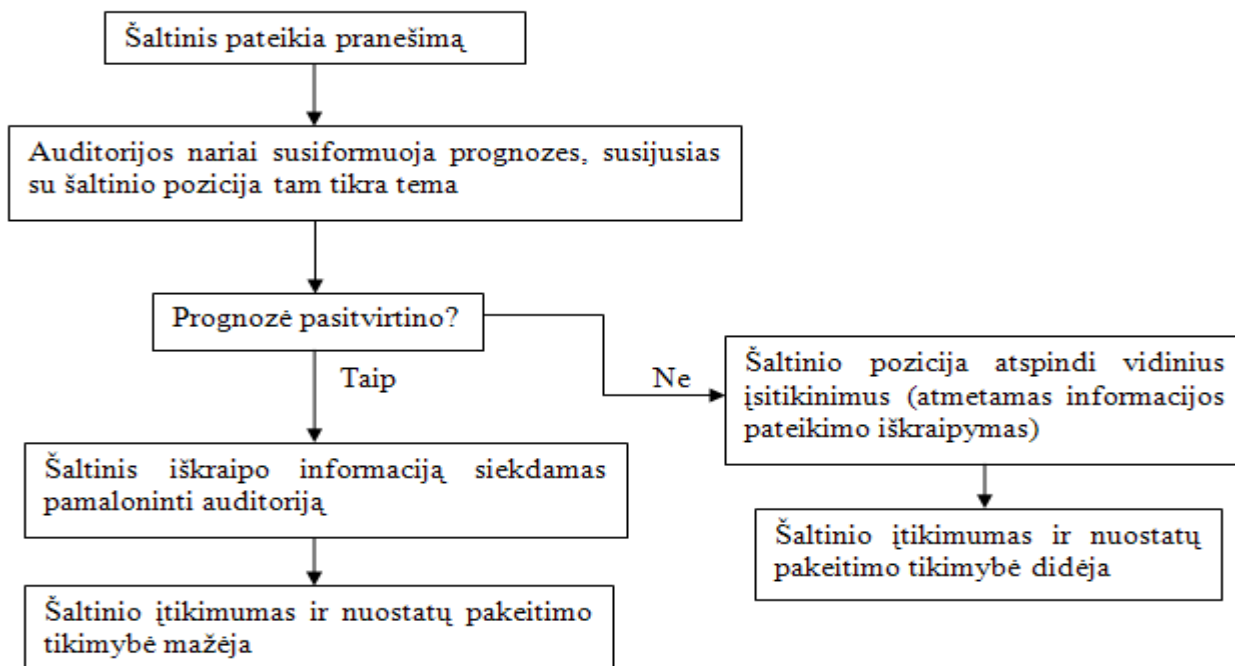 Šaltinis pateikia pranešimą
Auditorijos nariai susiformuoja prognozes, susijusias
su šaltinio pozicija tam tikra tema
Prognozė pasitvirtino?
Taip
Ne
Šaltinio pozicija atspindi vidinius
įsitikinimus (atmetamas informacijos
pateikimo iškraipymas)
Šaltinis iškraipo informaciją siekdamas
pamaloninti auditoriją
Šaltinio įtikimumas ir nuostatų
pakeitimo tikimybė didėja
Šaltinio įtikimumas ir nuostatų pakeitimo
tikimybė mažėja